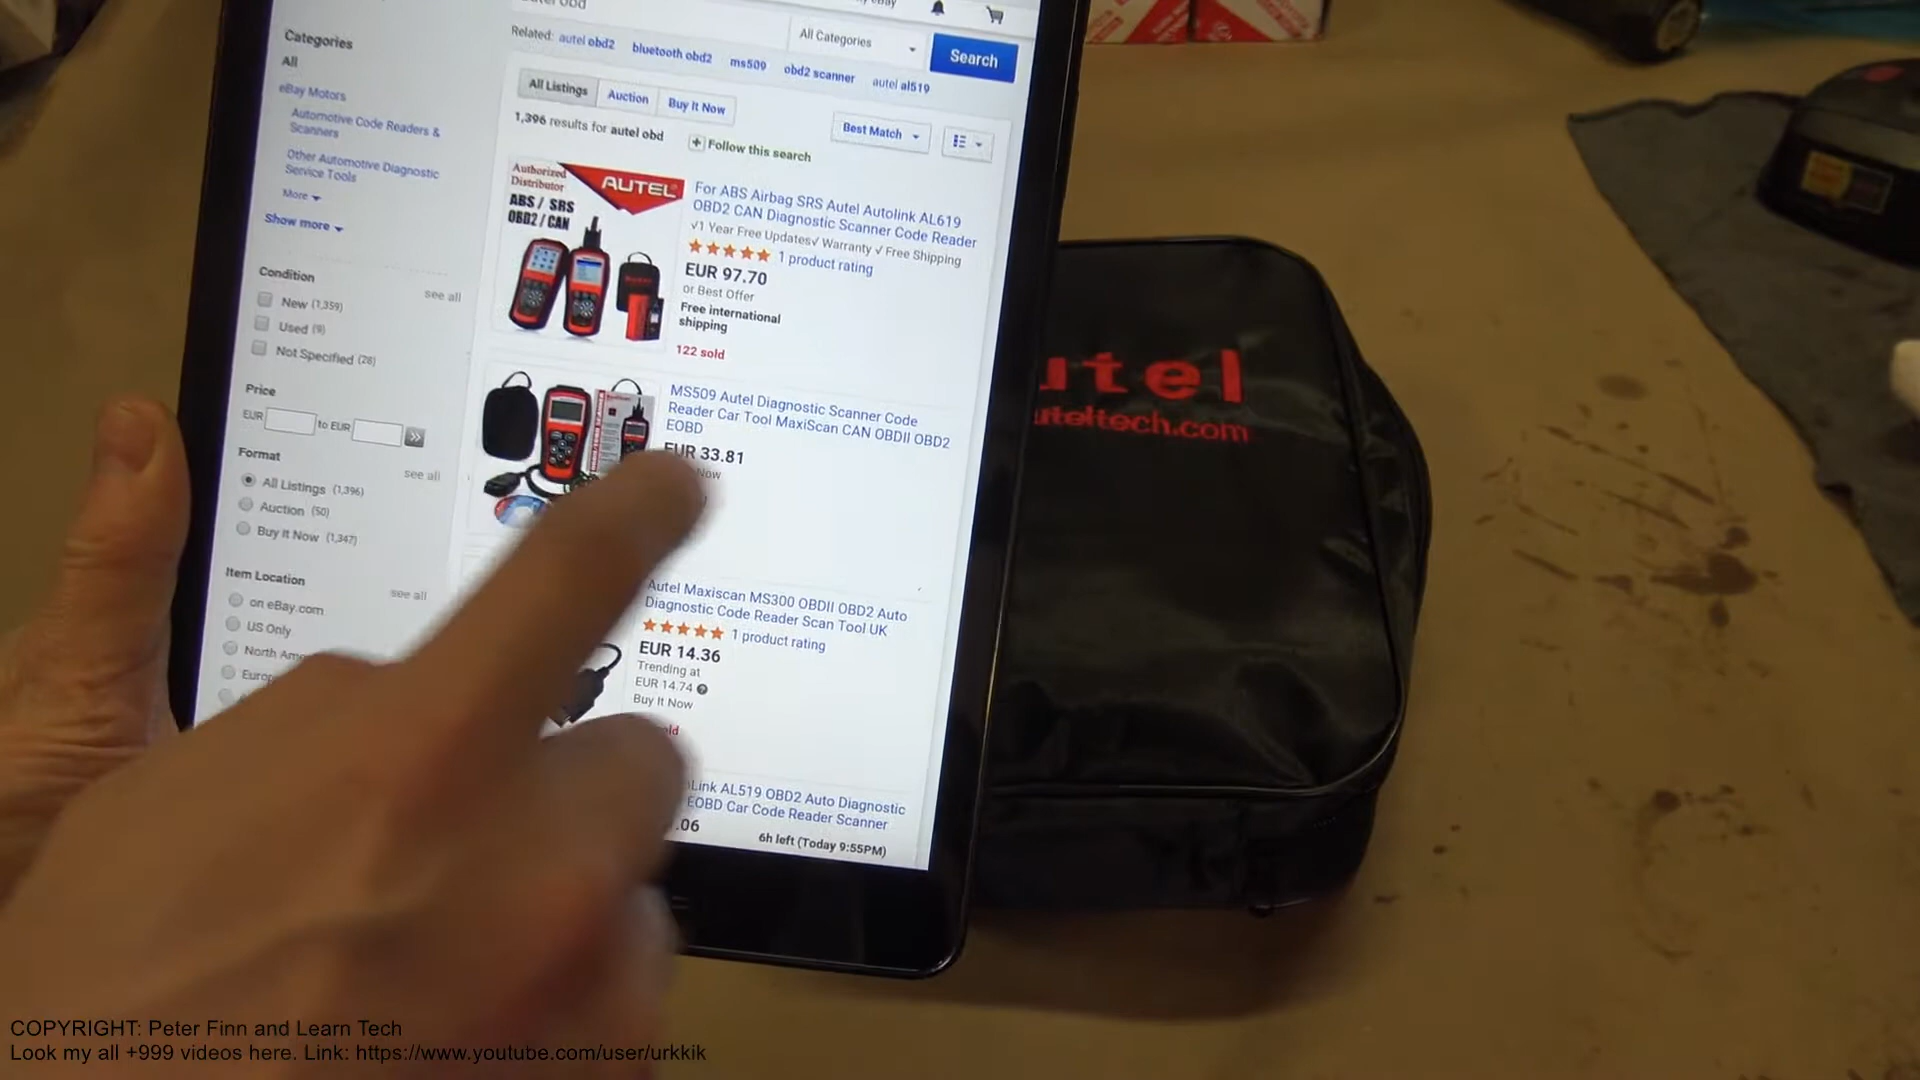 Categories
All
eBay Motors
Automotive Code Readers &
Scanners
Other Automotive Diagnostic
Service Tools
More
Show more
Condition
see all
New (1,359)
Used (9)
Not Specified (28)
Price
EUR
to EUR
Format
see all
All Listings (1,396)
Auction (50)
Buy It Now (1,347)
Item Location
see all
on eBay.com
US Only
North
autel obd
eBay
All Categories
Search
Related: autel obd2 bluetooth obd2 ms509 obd2 scanner autel al519
All Listings
Auction
Buy It Now
Best Match
1,396 results for autel obd
Follow this search
Authorized
Distributor
AUTEL
ABS / SRS
OBD2 / CAN
For ABS Airbag SRS Autel Autolink AL619
OBD2 CAN Diagnostic Scanner Code Reader
√1 Year Free Updates√ Warranty √ Free Shipping
1 product rating
EUR 97.70
or Best Offer
Free international
shipping
122 sold
MS509 Autel Diagnostic Scanner Code
Reader Car Tool MaxiScan CAN OBDII OBD2
EOBD
EUR 33.81
Now
Autel Maxiscan MS300 OBDII OBD2 Auto
Diagnostic Code Reader Scan Tool UK
1 product rating
EUR 14.36
Trending at
EUR 14.74
Buy It Now
Link AL519 OBD2 Auto Diagnostic
EOBD Car Code Reader Scanner
.06
6h left (Today 9:55PM)
utel
uteltech.com
COPYRIGHT: Peter Finn and Learn Tech
Look my all +999 videos here. Link: https://www.youtube.com/user/urkkik